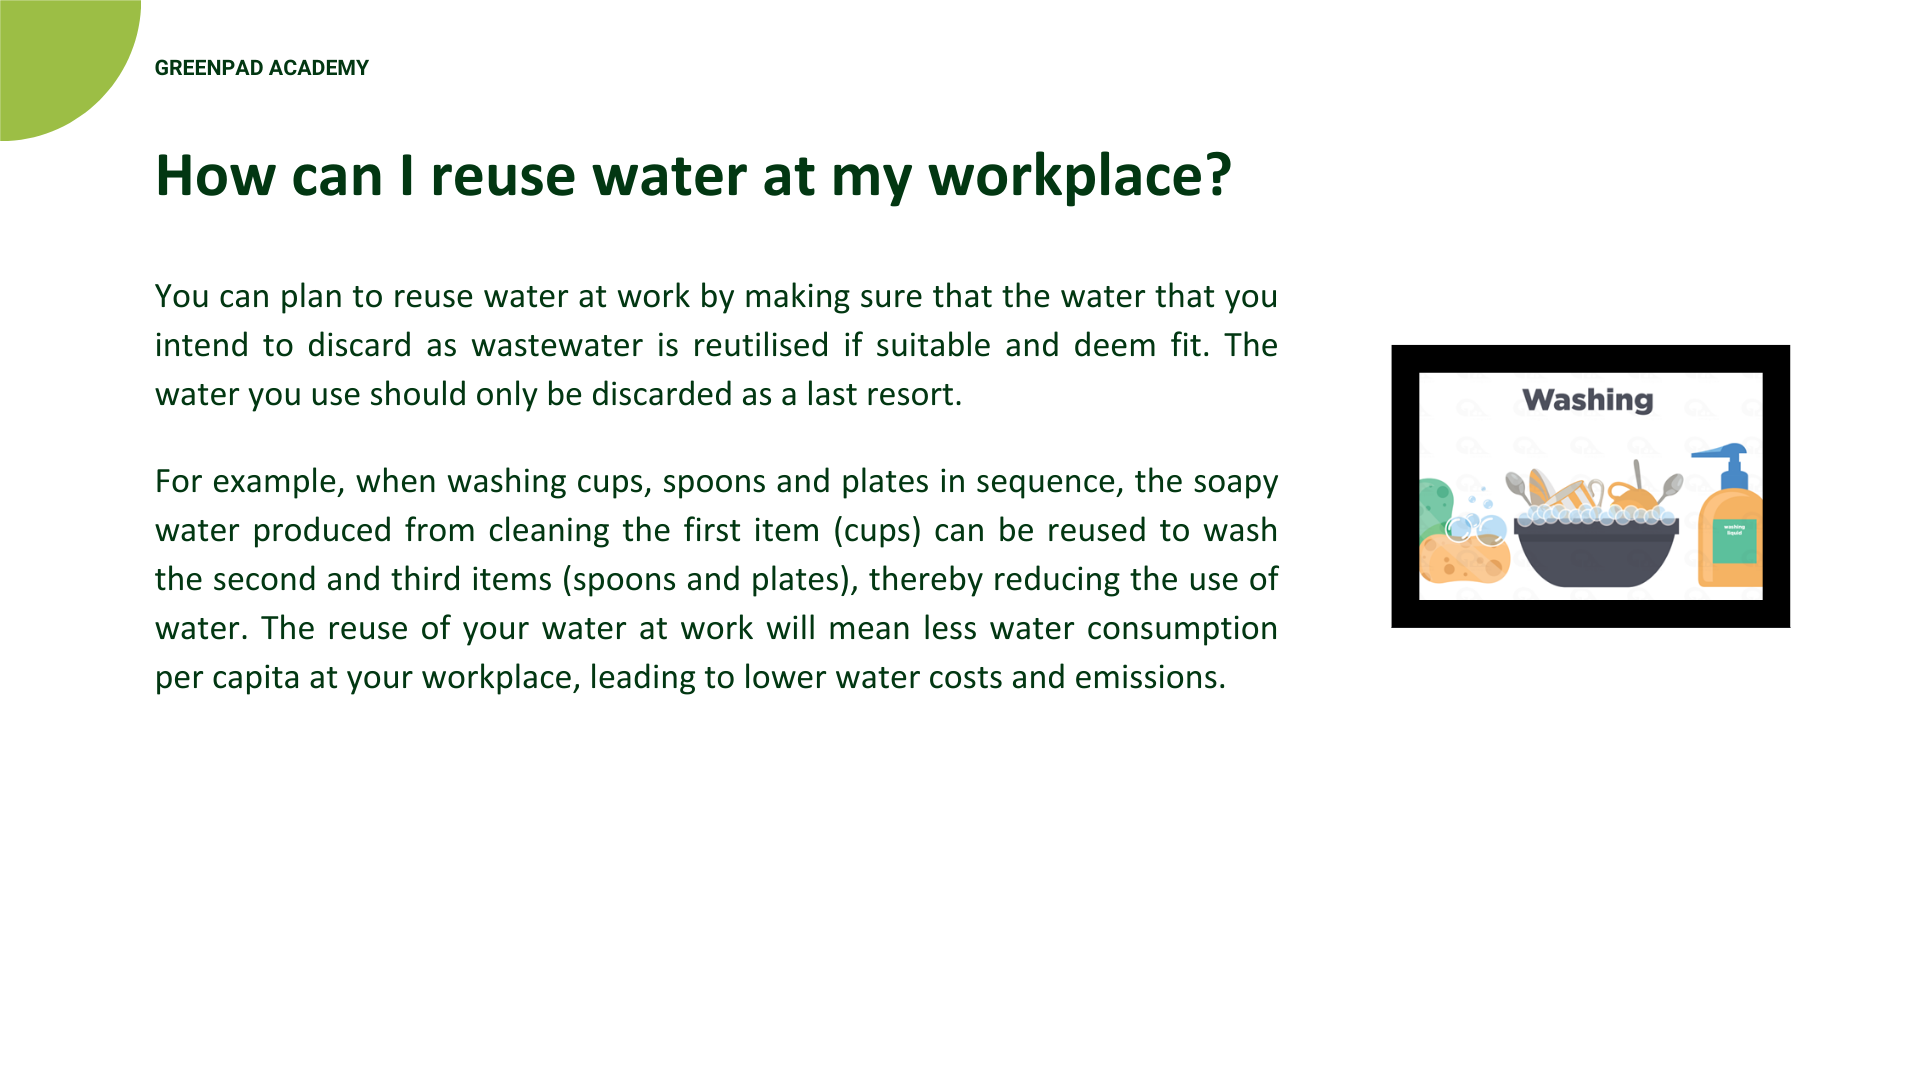 GREENPAD ACADEMY
How can I reuse water at my workplace?
You can plan to reuse water at work by making sure that the water that you
intend to discard as wastewater is reutilised if suitable and deem fit. The
water you use should only be discarded as a last resort.
For example, when washing cups, spoons and plates in sequence, the soapy
water produced from cleaning the first item (cups) can be reused to wash
the second and third items (spoons and plates), thereby reducing the use of
water. The reuse of your water at work will mean less water consumption
per capita at your workplace, leading to lower water costs and emissions.
Washing
washing
liquid